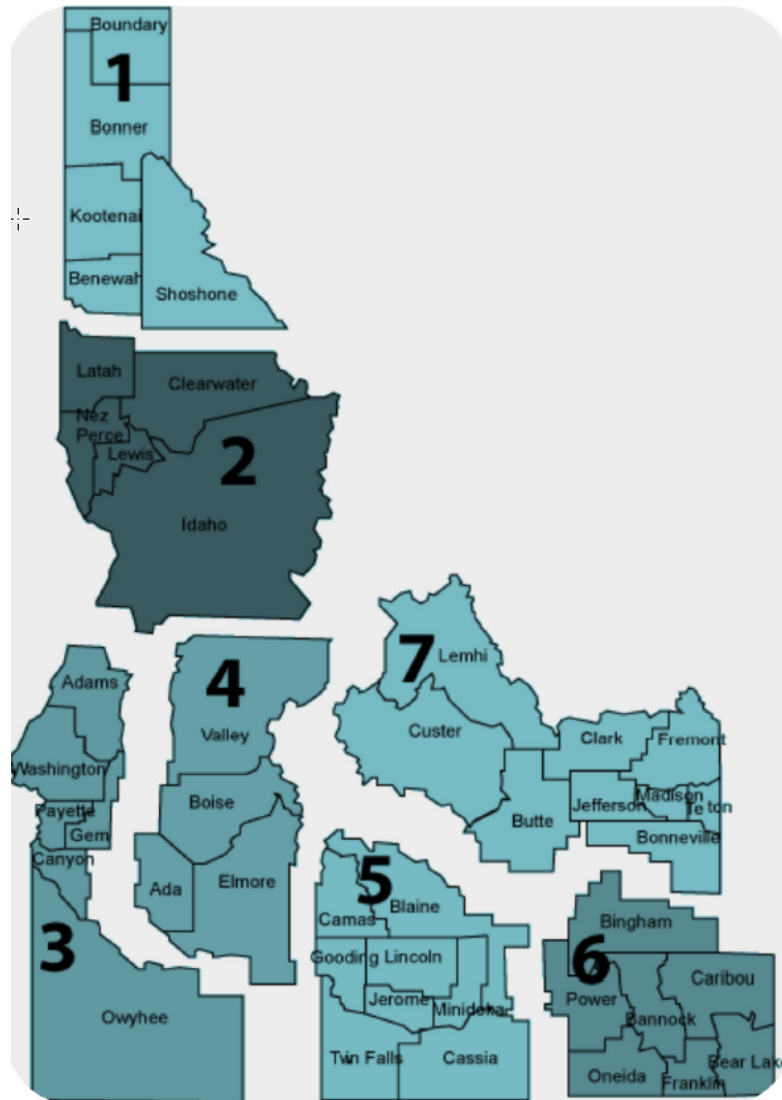 Boundary
1
Bonner
Kootenai
Benewah
Shoshone
Latah
Clearwater
Nez
Perce
Lewis
2
Idaho
Adams
4
7
Lemhi
Valley
Custer
Clark
Fremont
Washington
Boise
Payette
Jefferson
Madison
Teton
Gem
Butte
Bonneville
Canyon
Ada
Elmore
5
Camas
Blaine
3
Bingham
Gooding
Lincoln
6
Jerome
Minidoka
Power
Caribou
Owyhee
Bannock
Twin Falls
Cassia
Oneida
Franklin
Bear Lake